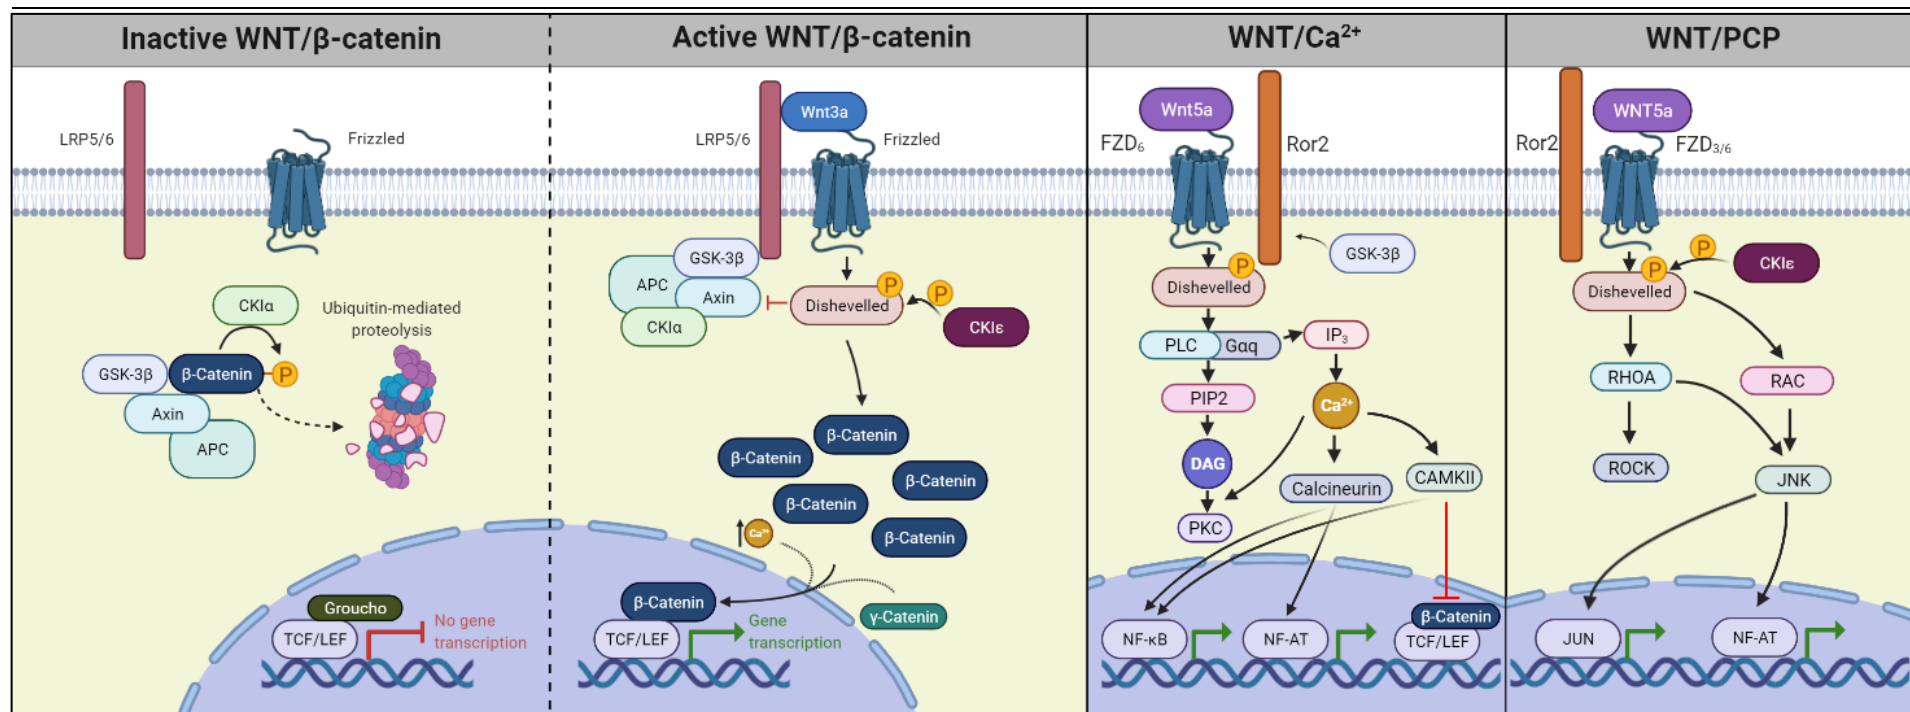 Inactive WNT/β-catenin
LRP5/6
Frizzled
CKIα
Ubiquitin-mediated
proteolysis
GSK-3β
β-Catenin
P
Axin
APC
Groucho
TCF/LEF
No gene
transcription
Active WNT/β-catenin
LRP5/6
Wnt3a
Frizzled
GSK-3β
APC
Axin
CKIα
Dishevelled
P
P
CKIε
β-Catenin
β-Catenin
β-Catenin
β-Catenin
β-Catenin
Ca²⁺
β-Catenin
γ-Catenin
TCF/LEF
Gene
transcription
WNT/Ca²⁺
Wnt5a
FZD₆
Ror2
GSK-3β
P
Dishevelled
PLC
Gαq
IP₃
PIP2
Ca²⁺
DAG
Calcineurin
CAMKII
PKC
β-Catenin
NF-κB
NF-AT
TCF/LEF
WNT/PCP
WNT5a
Ror2
FZD₃/₆
P
P
CKIε
Dishevelled
RHOA
RAC
ROCK
JNK
JUN
NF-AT